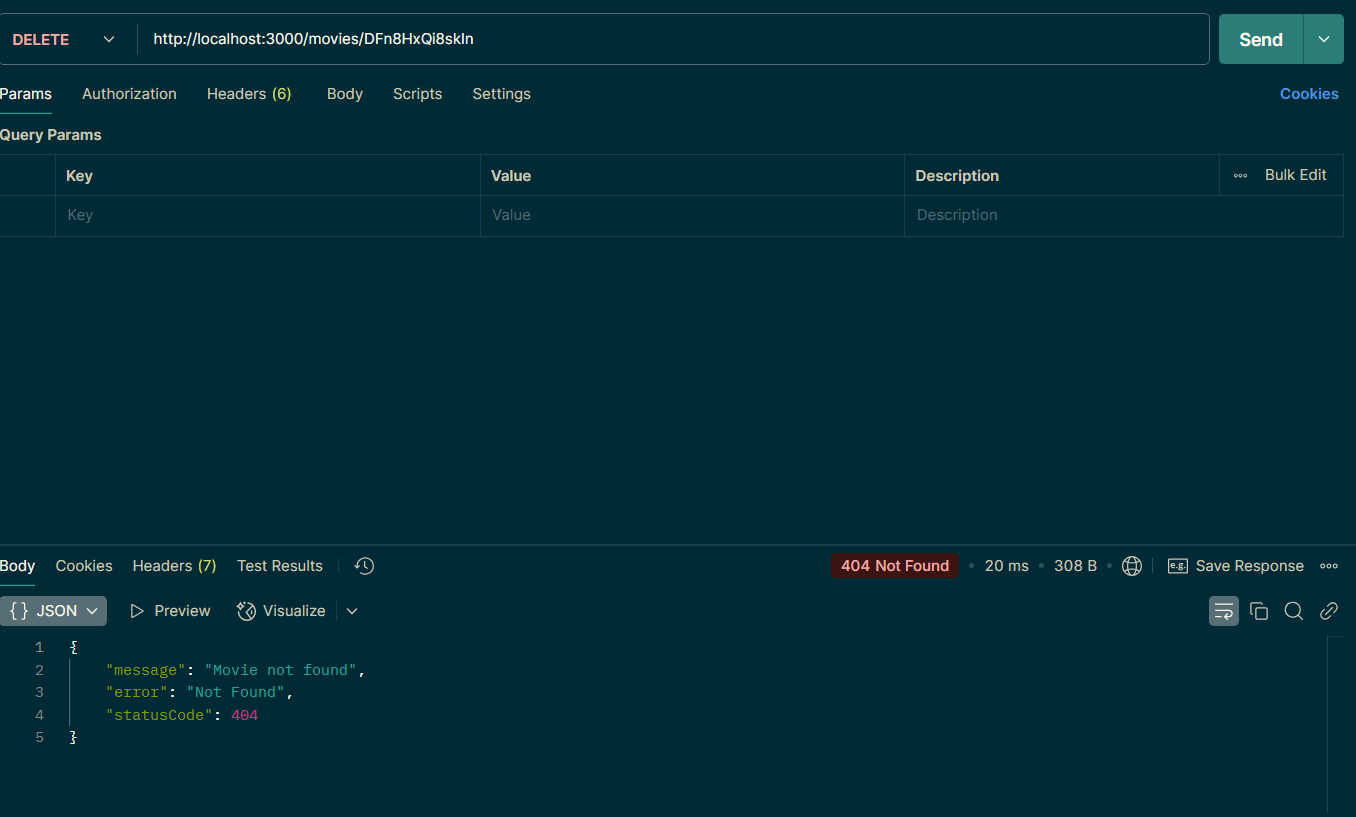 DELETE http://localhost:3000/movies/DFn8HxQi8skIn Send
Params Authorization Headers (6) Body Scripts Settings Cookies
Query Params
Key Value Description Bulk Edit
Key Value Description
Body Cookies Headers (7) Test Results 404 Not Found • 20 ms • 308 B • e.g. Save Response
{} JSON Preview Visualize
1 {
2 "message": "Movie not found",
3 "error": "Not Found",
4 "statusCode": 404
5 }